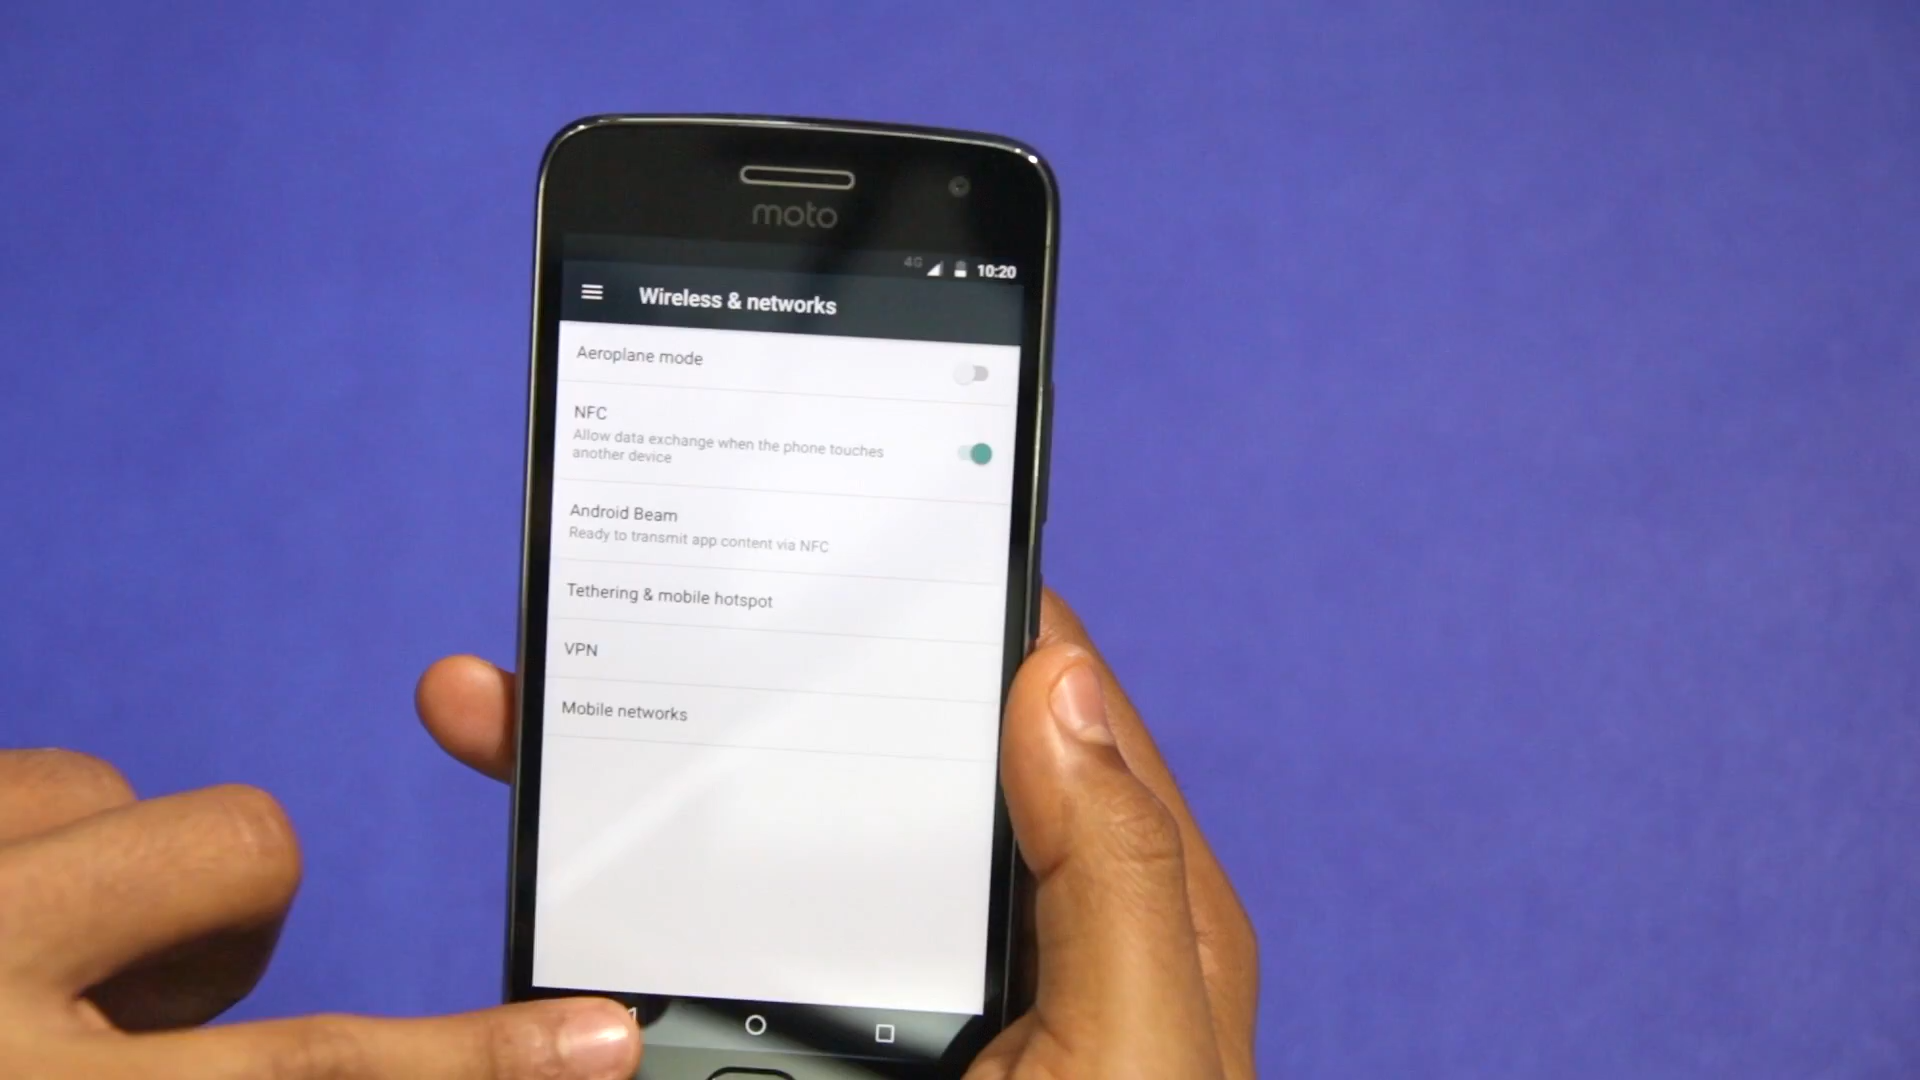 moto
4G 10:20
Wireless & networks
Aeroplane mode
NFC
Allow data exchange when the phone touches
another device
Android Beam
Ready to transmit app content via NFC
Tethering & mobile hotspot
VPN
Mobile networks